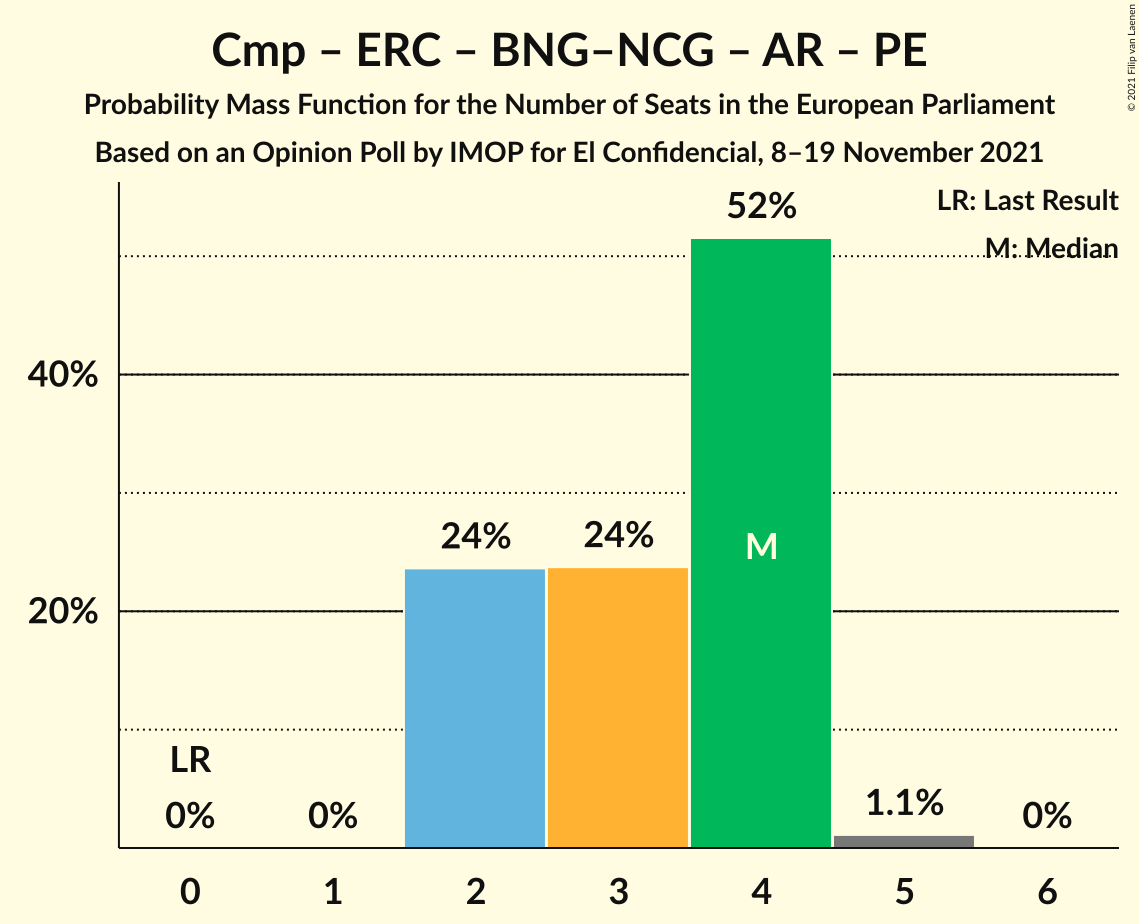 Cmp – ERC – BNG–NCG – AR – PE
Probability Mass Function for the Number of Seats in the European Parliament
Based on an Opinion Poll by IMOP for El Confidencial, 8–19 November 2021
© 2021 Filip van Laenen
LR: Last Result
M: Median
52%
40%
24%
24%
M
20%
LR
0%
0%
1.1%
0%
0
1
2
3
4
5
6